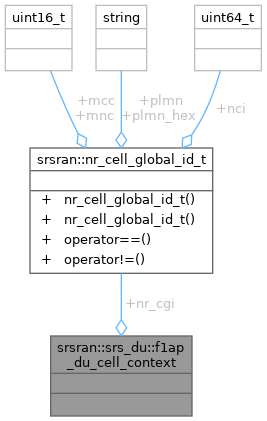 uint16_t
string
uint64_t
+mcc
+mnc
+plmn
+plmn_hex
+nci
srsran::nr_cell_global_id_t
+ nr_cell_global_id_t()
+ nr_cell_global_id_t()
+ operator==()
+ operator!=()
+nr_cgi
srsran::srs_du::f1ap
_du_cell_context